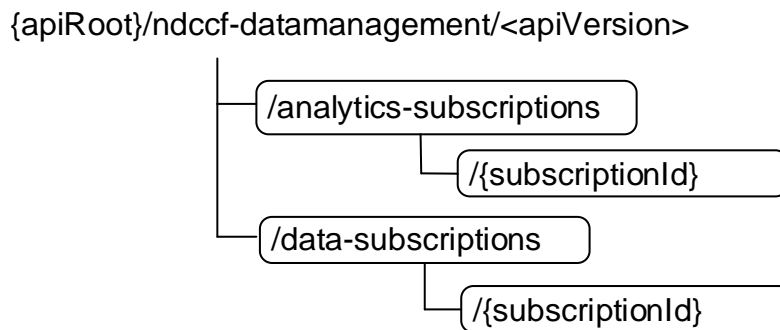 {apiRoot}/ndccf-datamanagement/<apiVersion>
/analytics-subscriptions
/{subscriptionId}
/data-subscriptions
/{subscriptionId}